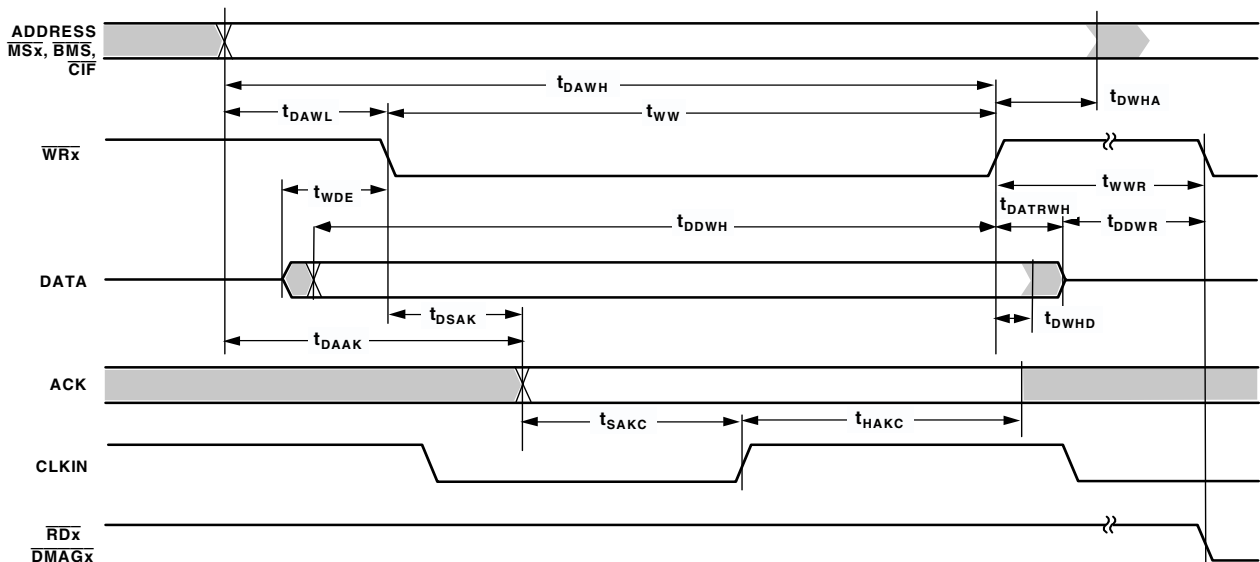 ADDRESS
MSx, BMS,
CIF
tDAWH
tDWHA
tDAWL
tWW
WRx
tWDE
tWWR
tDATRWH
tDDWH
tDDWR
DATA
tDSAK
tDWHD
tDAAK
ACK
tSAKC
tHAKC
CLKIN
RDx
DMAGx